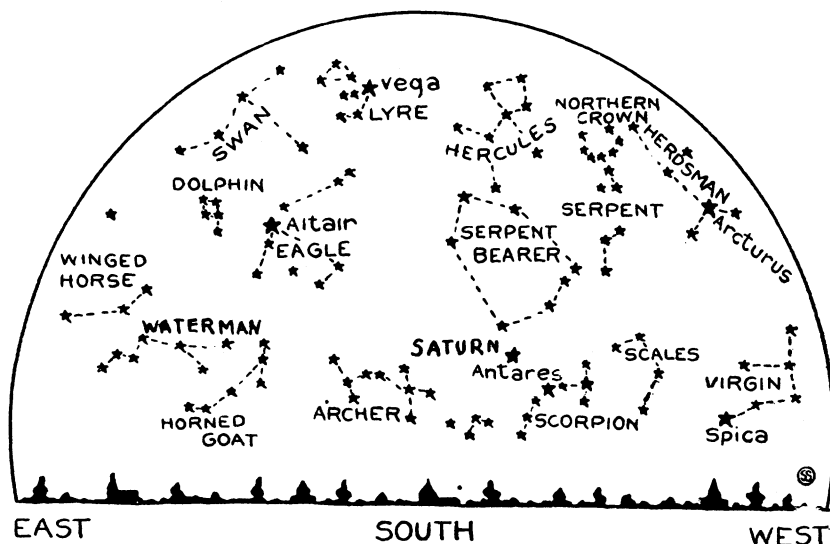 Vega
LYRE
SWAN
HERCULES
NORTHERN
CROWN
HERDSMAN
Arcturus
DOLPHIN
Altair
EAGLE
SERPENT
BEARER
SERPENT
WINGED
HORSE
WATERMAN
SATURN
Antares
SCALES
VIRGIN
Spica
HORNED
GOAT
ARCHER
SCORPION
SS
EAST
SOUTH
WEST